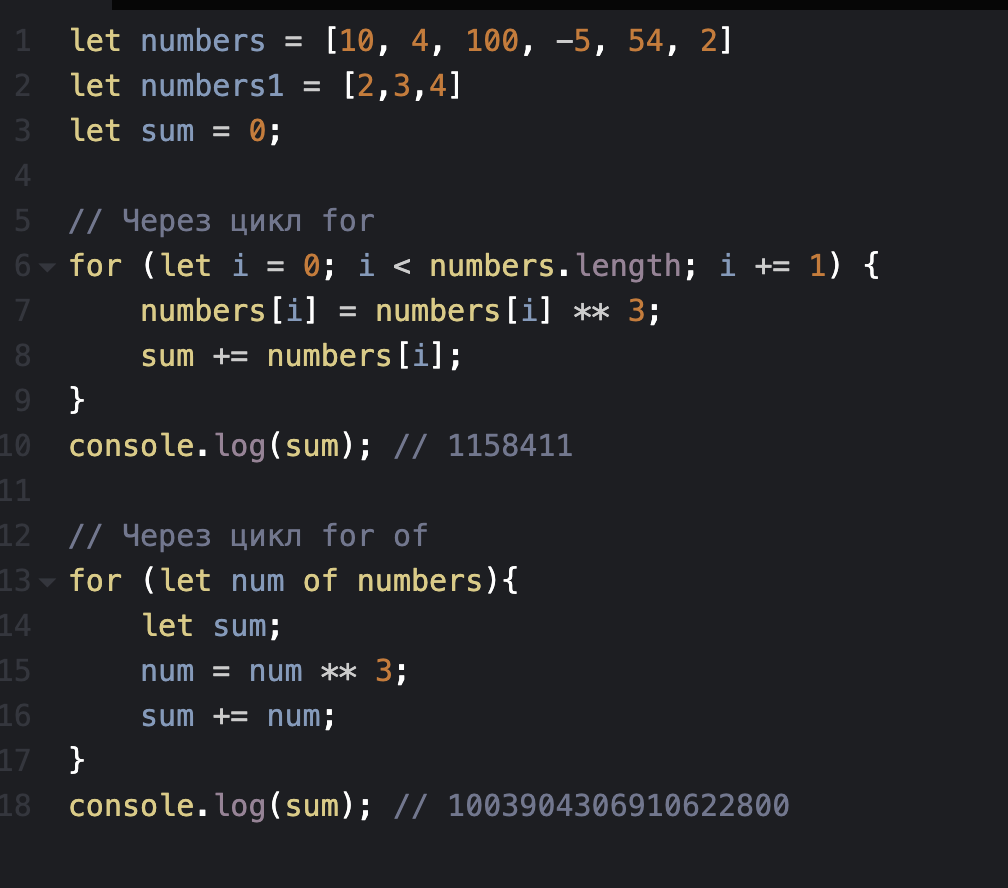 1 let numbers = [10, 4, 100, -5, 54, 2]
2 let numbers1 = [2,3,4]
3 let sum = 0;
4
5 // Через цикл for
6 for (let i = 0; i < numbers.length; i += 1) {
7 numbers[i] = numbers[i] ** 3;
8 sum += numbers[i];
9 }
10 console.log(sum); // 1158411
11
12 // Через цикл for of
13 for (let num of numbers){
14 let sum;
15 num = num ** 3;
16 sum += num;
17 }
18 console.log(sum); // 1003904306910622800